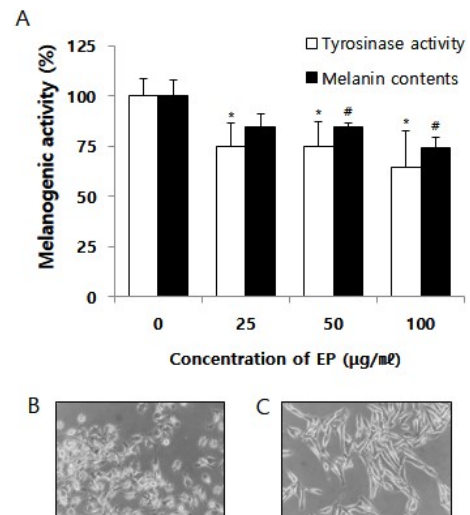 A
125
100
75
50
25
0
Melanogenic activity (%)
Tyrosinase activity
Melanin contents
*
* #
* #
0 25 50 100
Concentration of EP (μg/㎖)
B C